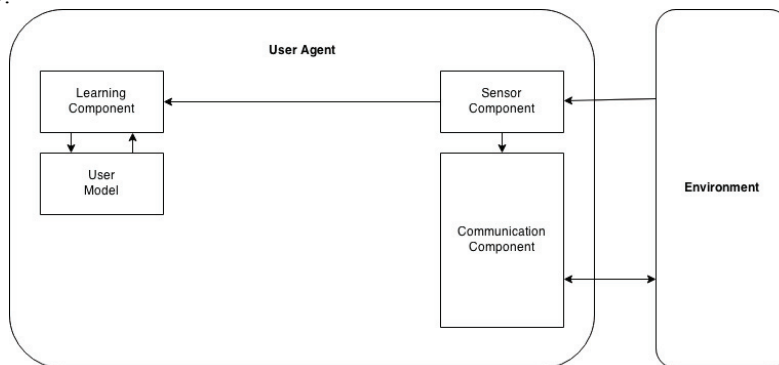 User Agent
Learning
Component
Sensor
Component
User
Model
Communication
Component
Environment